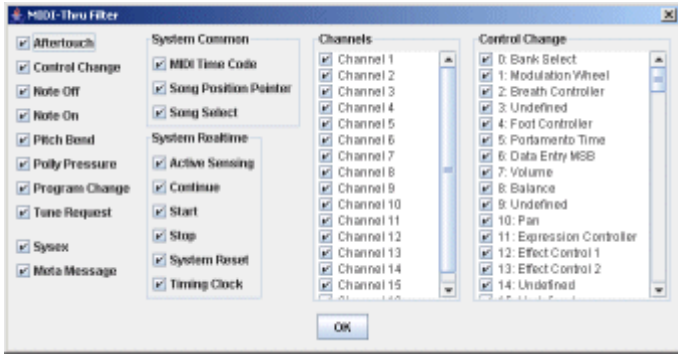 MIDI-Thru Filter
Aftertouch
Control Change
Note Off
Note On
Pitch Bend
Polly Pressure
Program Change
Tune Request
Sysex
Meta Message
System Common
MIDI Time Code
Song Position Pointer
Song Select
System Realtime
Active Sensing
Continue
Start
Stop
System Reset
Timing Clock
Channels
Channel 1
Channel 2
Channel 3
Channel 4
Channel 5
Channel 6
Channel 7
Channel 8
Channel 9
Channel 10
Channel 11
Channel 12
Channel 13
Channel 14
Channel 15
Control Change
0: Bank Select
1: Modulation Wheel
2: Breath Controller
3: Undefined
4: Foot Controller
5: Portamento Time
6: Data Entry MSB
7: Volume
8: Balance
9: Undefined
10: Pan
11: Expression Controller
12: Effect Control 1
13: Effect Control 2
14: Undefined
OK